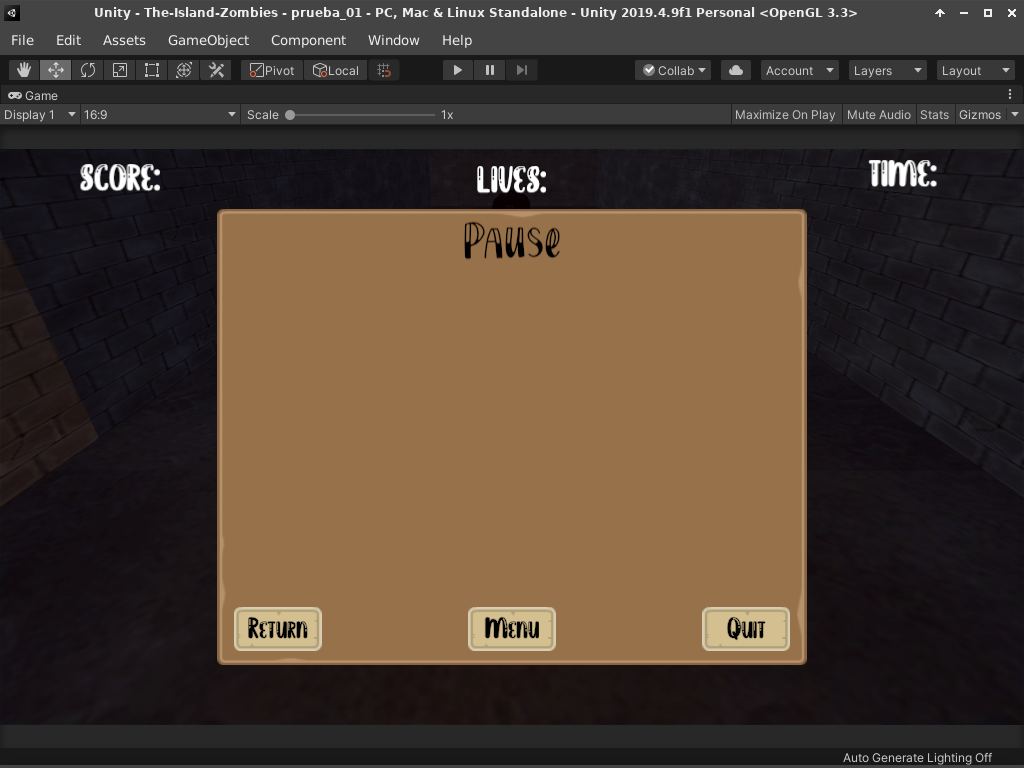 Unity - The-Island-Zombies - prueba_01 - PC, Mac & Linux Standalone - Unity 2019.4.9f1 Personal <OpenGL 3.3>
File Edit Assets GameObject Component Window Help
Pivot Local Collab Account Layers Layout
Game
Display 1 16:9 Scale 1x Maximize On Play Mute Audio Stats Gizmos
SCORE: LIVES: TIME:
Pause
Return Menu Quit
Auto Generate Lighting Off